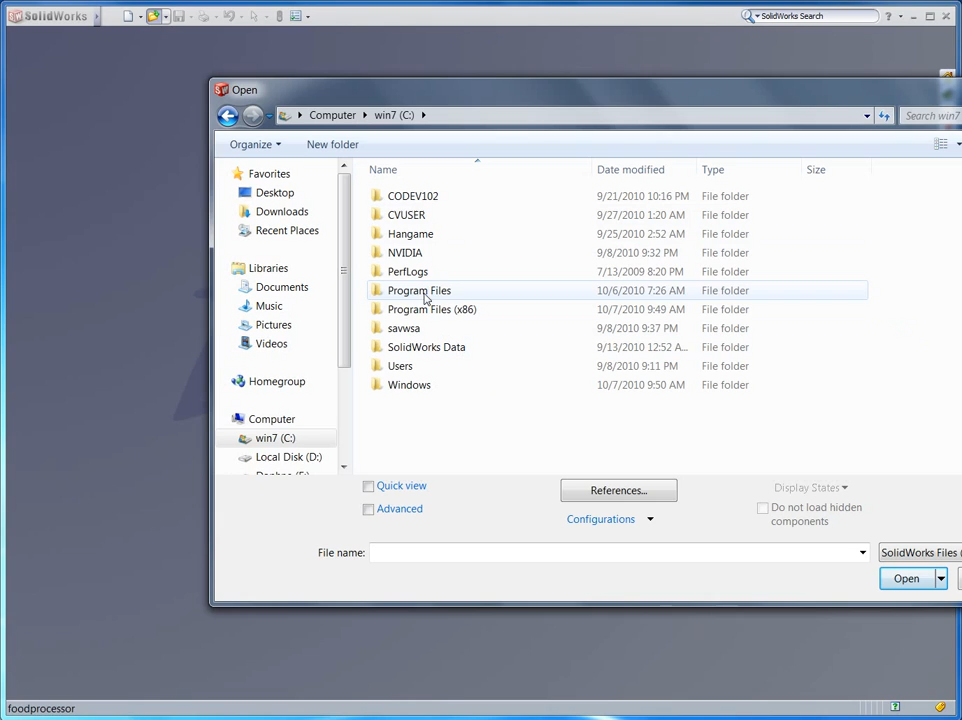 SolidWorks
SolidWorks Search
?
Open
Computer
win7 (C:)
Search win7
Organize
New folder
Favorites
Desktop
Downloads
Recent Places
Libraries
Documents
Music
Pictures
Videos
Homegroup
Computer
win7 (C:)
Local Disk (D:)
Name Date modified Type Size
CODEV102 9/21/2010 10:16 PM File folder
CVUSER 9/27/2010 1:20 AM File folder
Hangame 9/25/2010 2:52 AM File folder
NVIDIA 9/8/2010 9:32 PM File folder
PerfLogs 7/13/2009 8:20 PM File folder
Program Files 10/6/2010 7:26 AM File folder
Program Files (x86) 10/7/2010 9:49 AM File folder
savwsa 9/8/2010 9:37 PM File folder
SolidWorks Data 9/13/2010 12:52 A... File folder
Users 9/8/2010 9:11 PM File folder
Windows 10/7/2010 9:50 AM File folder
Quick view
Advanced
References...
Configurations
Display States
Do not load hidden
components
File name:
SolidWorks Files (
Open
foodprocessor
?